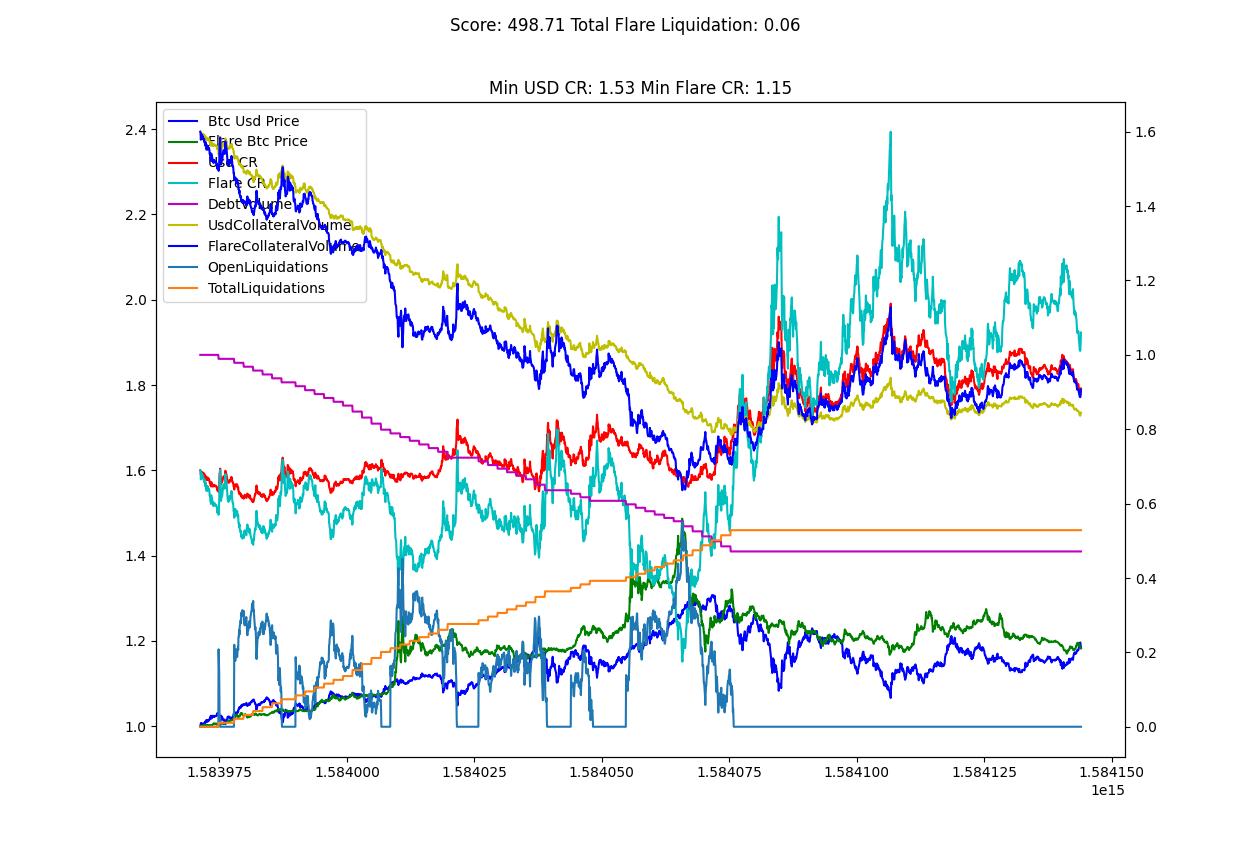 Score: 498.71 Total Flare Liquidation: 0.06
Min USD CR: 1.53 Min Flare CR: 1.15
Btc Usd Price
Flare Btc Price
Usd CR
Flare CR
DebtVolume
UsdCollateralVolume
FlareCollateralVolume
OpenLiquidations
TotalLiquidations
2.4
2.2
2.0
1.8
1.6
1.4
1.2
1.0
1.6
1.4
1.2
1.0
0.8
0.6
0.4
0.2
0.0
1.583975
1.584000
1.584025
1.584050
1.584075
1.584100
1.584125
1.584150
1e15